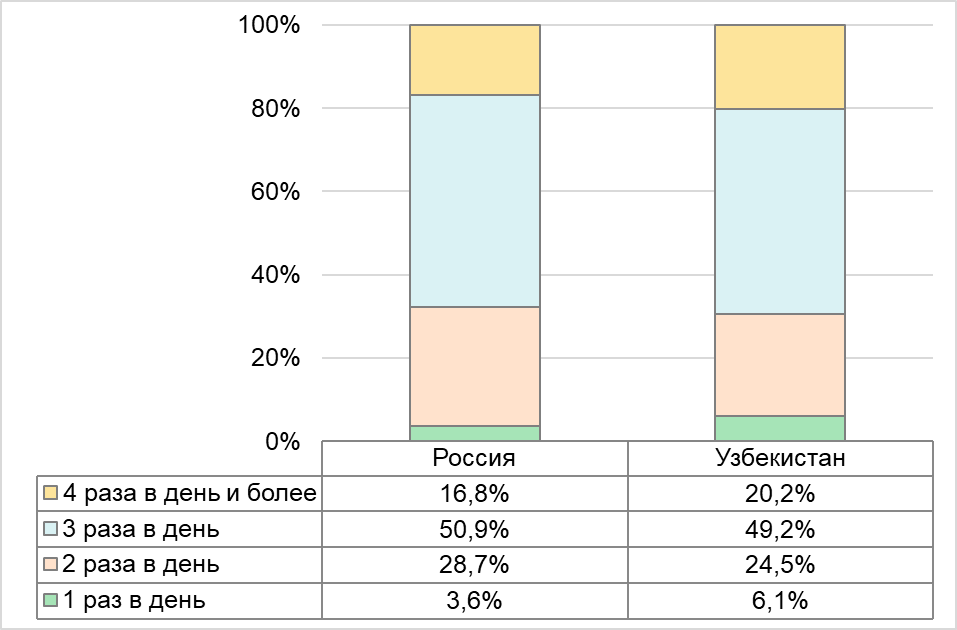 100%
80%
60%
40%
20%
0%
Россия Узбекистан
4 раза в день и более 16,8% 20,2%
3 раза в день 50,9% 49,2%
2 раза в день 28,7% 24,5%
1 раз в день 3,6% 6,1%